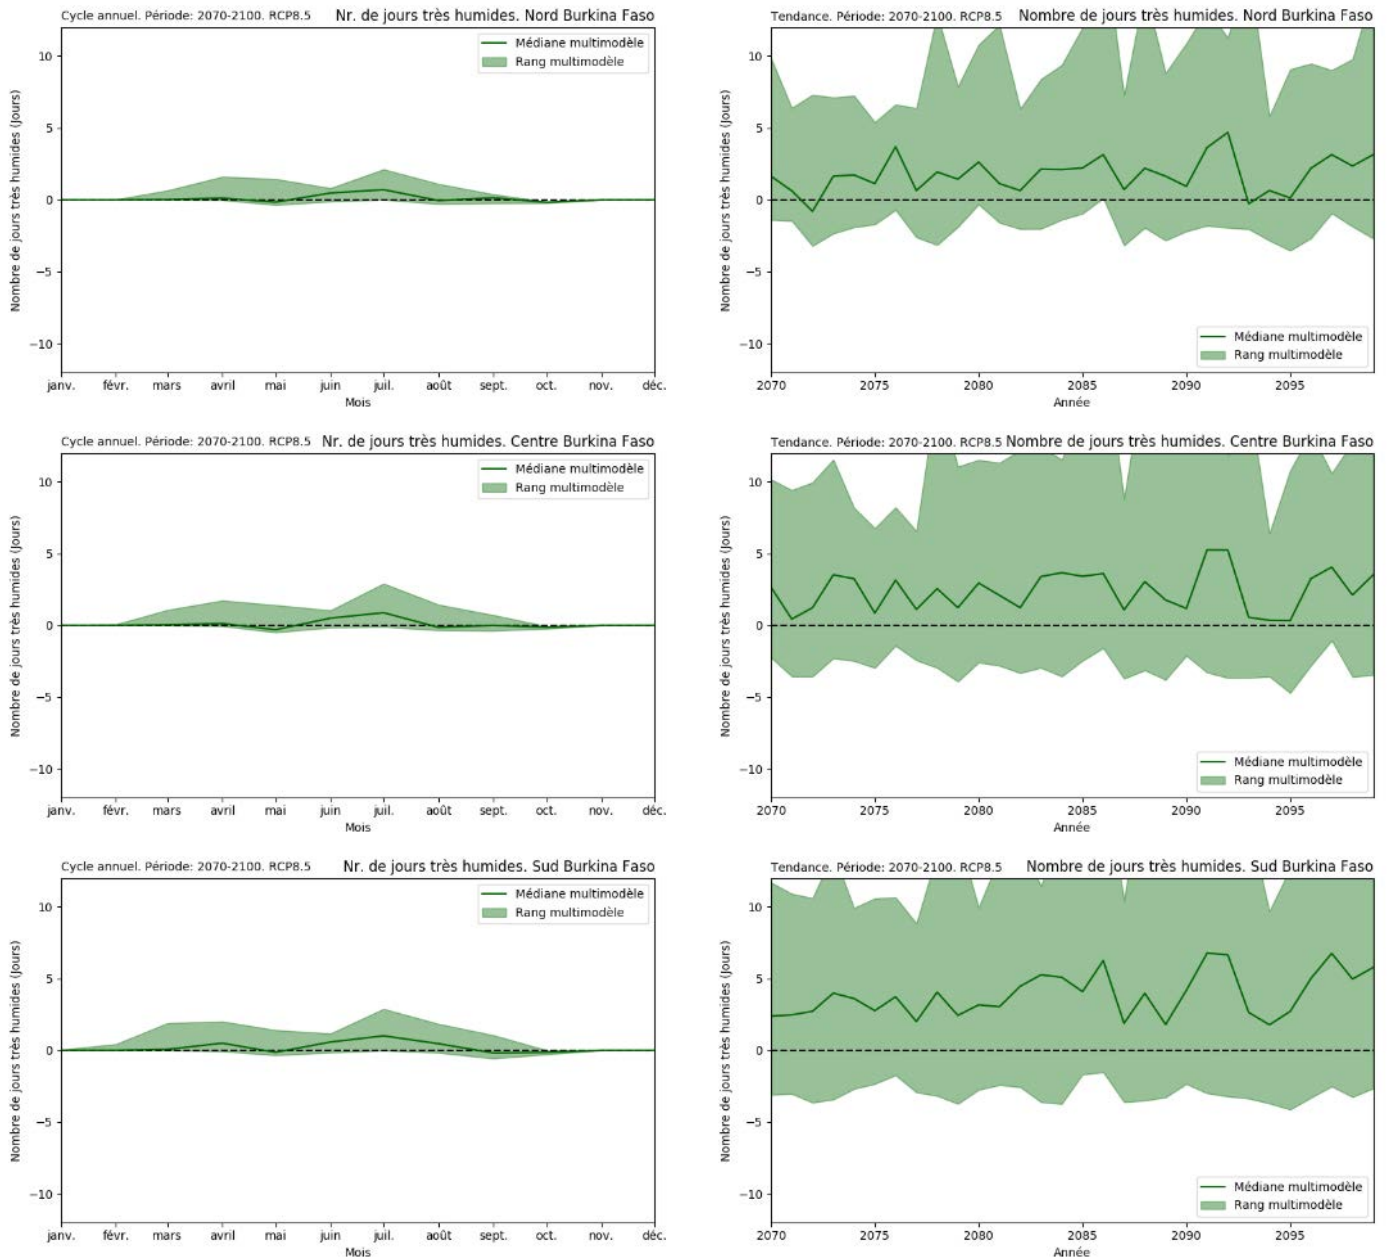 Cycle annuel. Période: 2070-2100. RCP8.5 Nr. de jours très humides. Nord Burkina Faso
Médiane multimodèle
Rang multimodèle
Nombre de jours très humides (Jours)
10
5
0
−5
−10
janv. févr. mars avril mai juin juil. août sept. oct. nov. déc.
Mois
Tendance. Période: 2070-2100. RCP8.5 Nombre de jours très humides. Nord Burkina Faso
Nombre de jours très humides (Jours)
10
5
0
−5
−10
Médiane multimodèle
Rang multimodèle
2070 2075 2080 2085 2090 2095
Année
Cycle annuel. Période: 2070-2100. RCP8.5 Nr. de jours très humides. Centre Burkina Faso
Médiane multimodèle
Rang multimodèle
Nombre de jours très humides (Jours)
10
5
0
−5
−10
janv. févr. mars avril mai juin juil. août sept. oct. nov. déc.
Mois
Tendance. Période: 2070-2100. RCP8.5 Nombre de jours très humides. Centre Burkina Faso
Nombre de jours très humides (Jours)
10
5
0
−5
−10
Médiane multimodèle
Rang multimodèle
2070 2075 2080 2085 2090 2095
Année
Cycle annuel. Période: 2070-2100. RCP8.5 Nr. de jours très humides. Sud Burkina Faso
Médiane multimodèle
Rang multimodèle
Nombre de jours très humides (Jours)
10
5
0
−5
−10
janv. févr. mars avril mai juin juil. août sept. oct. nov. déc.
Mois
Tendance. Période: 2070-2100. RCP8.5 Nombre de jours très humides. Sud Burkina Faso
Nombre de jours très humides (Jours)
10
5
0
−5
−10
Médiane multimodèle
Rang multimodèle
2070 2075 2080 2085 2090 2095
Année